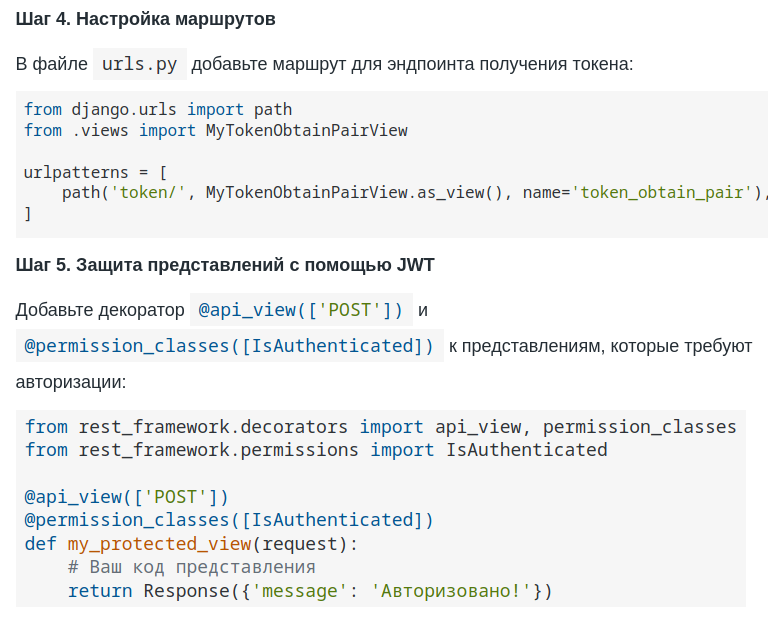 Шаг 4. Настройка маршрутов
В файле urls.py добавьте маршрут для эндпоинта получения токена:
from django.urls import path
from .views import MyTokenObtainPairView
urlpatterns = [
    path('token/', MyTokenObtainPairView.as_view(), name='token_obtain_pair'),
]
Шаг 5. Защита представлений с помощью JWT
Добавьте декоратор @api_view(['POST']) и
@permission_classes([IsAuthenticated]) к представлениям, которые требуют
авторизации:
from rest_framework.decorators import api_view, permission_classes
from rest_framework.permissions import IsAuthenticated
@api_view(['POST'])
@permission_classes([IsAuthenticated])
def my_protected_view(request):
    # Ваш код представления
    return Response({'message': 'Авторизовано!'})